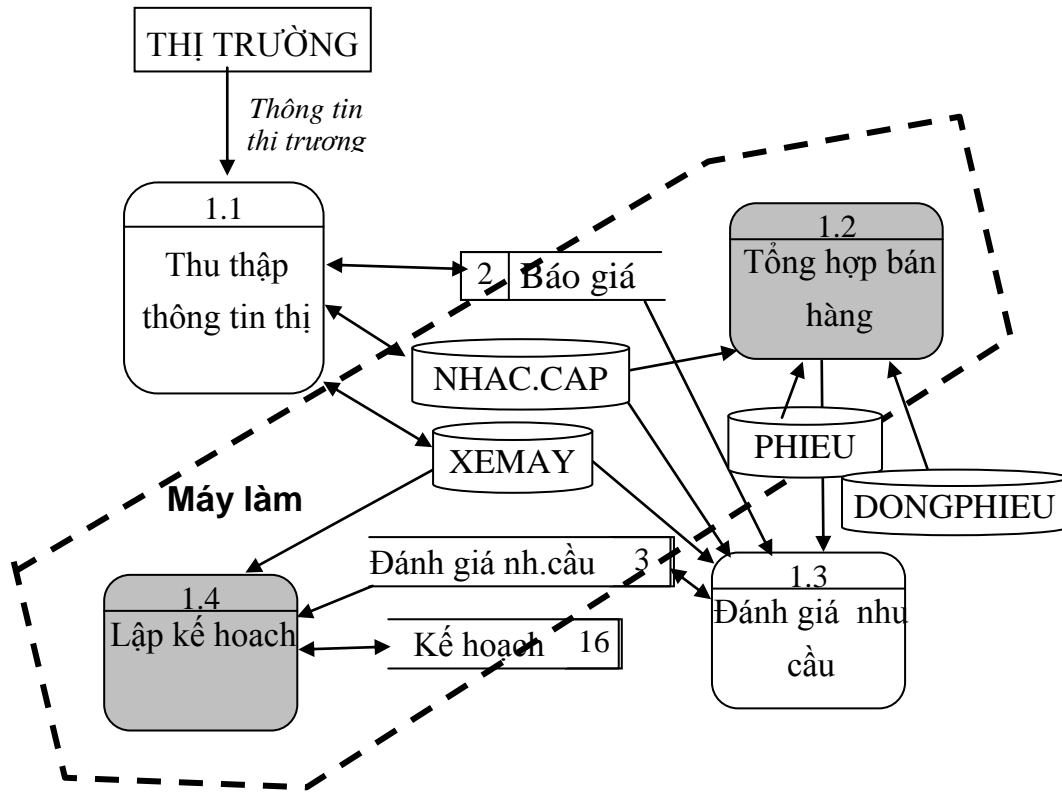 THỊ TRƯỜNG
Thông tin
thi trương
1.1
Thu thập
thông tin thị
2 Báo giá
1.2
Tổng hợp bán
hàng
NHAC.CAP
XEMAY
PHIEU
DONGPHIEU
Máy làm
Đánh giá nh.cầu 3
1.4
Lập kế hoach
Kế hoạch 16
1.3
Đánh giá nhu
cầu